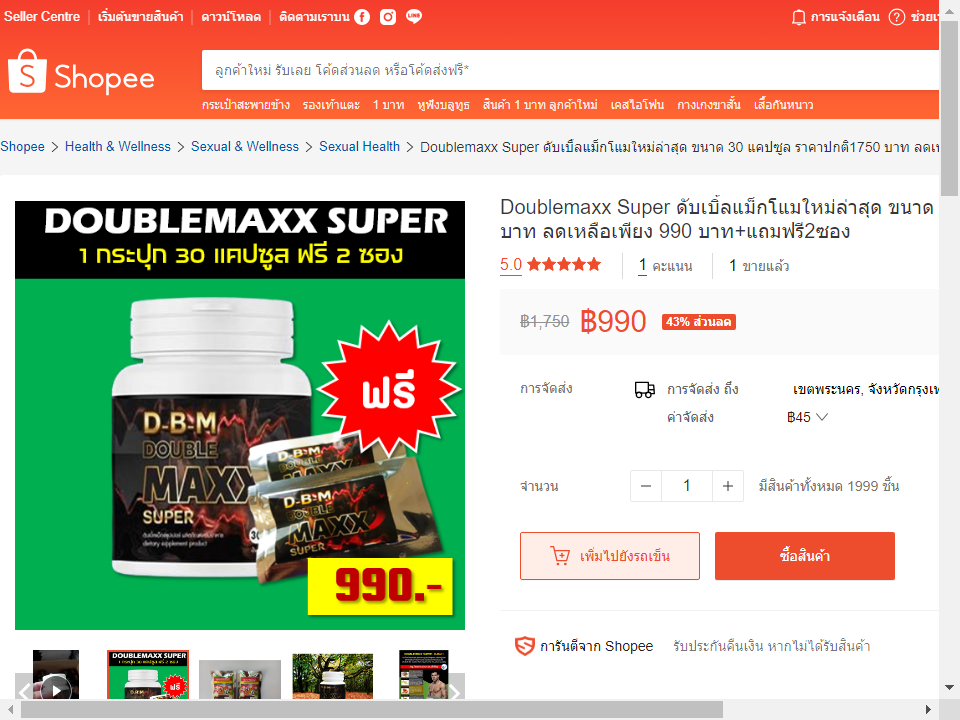 Seller Centre เริ่มต้นขายสินค้า ดาวน์โหลด ติดตามเราบน
การแจ้งเตือน
Shopee
ลูกค้าใหม่ รับเลย โค้ดส่วนลด หรือโค้ดส่งฟรี*
กระเป๋าสะพายข้าง รองเท้าแตะ 1 บาท หูฟังบลูทูธ สินค้า 1 บาท ลูกค้าใหม่ เคสไอโฟน กางเกงขาสั้น เสื้อกันหนาว
Shopee > Health & Wellness > Sexual & Wellness > Sexual Health > Doublemaxx Super ดับเบิ้ลแม็กโแมใหม่ล่าสุด ขนาด 30 แคปซูล ราคาปกติ1750 บาท
DOUBLEMAXX SUPER
1 กระปุก 30 แคปซูส ฟรี 2 ซอง
ฟรี
D-B-M
DOUBLE
MAXX
SUPER
dietary supplement product
D-B-M
DOUBLE
D-B-M
DOUBLE
MAXX
SUPER
990.-
Doublemaxx Super ดับเบิ้ลแม็กโแมใหม่ล่าสุด ขนาด
บาท ลดเหลือเพียง 990 บาท+แถมฟรี2ซอง
5.0 1 คะแนน 1 ขายแล้ว
฿1,750 ฿990 43% ส่วนลด
การจัดส่ง การจัดส่ง ถึง เขตพระนคร,
ค่าจัดส่ง ฿45
จำนวน 1 มีสินค้าทั้งหมด 1999 ชิ้น
เพิ่มไปยังรถเข็น ซื้อสินค้า
การันตีจาก Shopee รับประกันคืนเงิน หากไม่ได้รับสินค้า
DOUBLEMAXX SUPER
1 กระปุก 30 แคปซูส ฟรี 2 ซอง
ฟรี